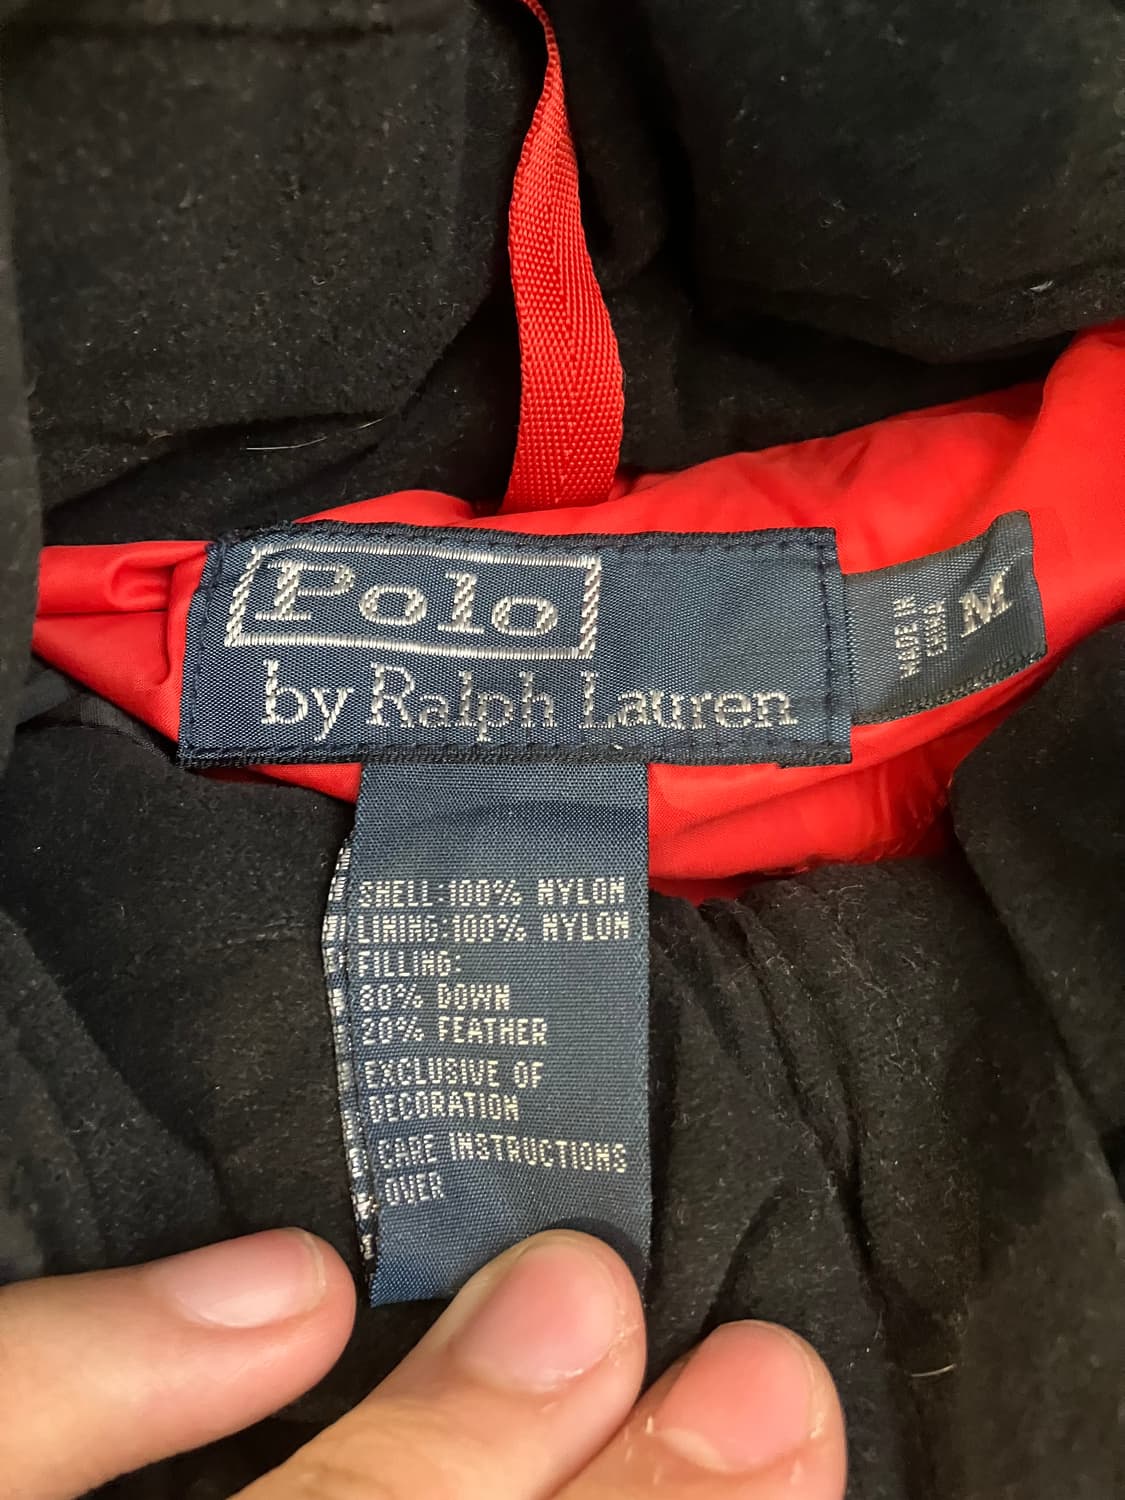 Polo
by Ralph Lauren
MADE IN
CHINA
M
SHELL:100% NYLON
LINING:100% NYLON
FILLING:
80% DOWN
20% FEATHER
EXCLUSIVE OF
DECORATION
CARE INSTRUCTIONS
OVER